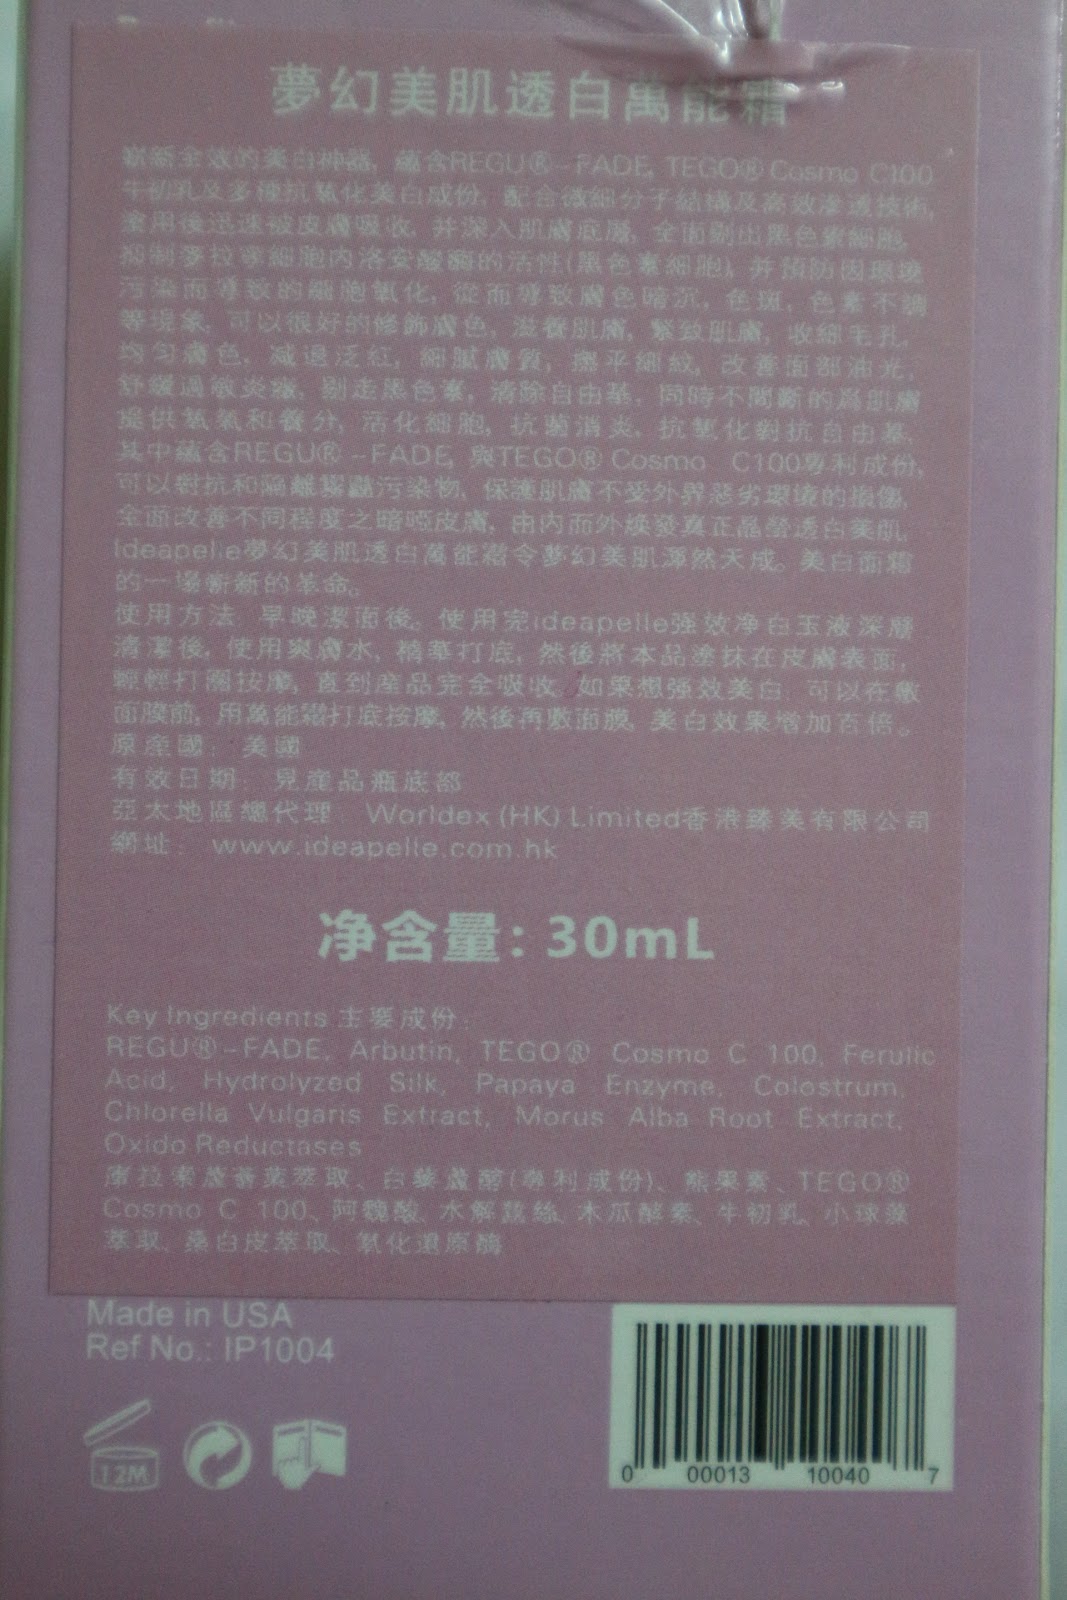 夢幻美肌透白萬能霜
嶄新全效的美白神器，蘊含REGU®-FADE, TEGO® Cosmo C100
牛初乳及多種抗氧化美白成份，配合微細分子結構及高效滲透技術，
塗用後迅速被皮膚吸收，并深入肌膚底層，全面剔出黑色素細胞，
抑制麥拉寧細胞內洛安酸酶的活性(黑色素細胞)，并預防因環境
污染而導致的細胞氧化，從而導致膚色暗沉，色斑，色素不調
等現象，可以很好的修飾膚色，滋養肌膚，緊致肌膚，收細毛孔，
均勻膚色，減退泛紅，細膩膚質，撫平細紋，改善面部油光，
舒緩過敏炎癥，剔走黑色素，清除自由基，同時不間斷的爲肌膚
提供氧氣和養分，活化細胞，抗菌消炎，抗氧化對抗自由基，
其中蘊含REGU®-FADE, 與TEGO® Cosmo C100專利成份，
可以對抗和隔離霧霾污染物，保護肌膚不受外界惡劣環境的損傷，
全面改善不同程度之暗啞皮膚，由內而外煥發真正晶瑩透白美肌，
Ideapelle夢幻美肌透白萬能霜令夢幻美肌渾然天成。美白面霜
的一場嶄新的革命。
使用方法：早晚潔面後，使用完ideapelle強效净白玉液深層
清潔後，使用爽膚水，精華打底，然後將本品塗抹在皮膚表面，
輕輕打圈按摩，直到産品完全吸收，如果想强效美白，可以在敷
面膜前，用萬能霜打底按摩，然後再敷面膜，美白效果增加百倍。
原産國：美國
有效日期：見産品瓶底部
亞太地區總代理：Worldex (HK) Limited香港臻美有限公司
網址：www.ideapelle.com.hk
净含量：30mL
Key Ingredients 主要成份：
REGU®-FADE, Arbutin, TEGO® Cosmo C 100, Ferulic
Acid, Hydrolyzed Silk, Papaya Enzyme, Colostrum,
Chlorella Vulgaris Extract, Morus Alba Root Extract,
Oxido Reductases
庫拉索蘆薈葉萃取、白藜蘆醇(專利成份)、熊果素、TEGO®
Cosmo C 100、阿魏酸、水解蠶絲、木瓜酵素、牛初乳、小球藻
萃取、桑白皮萃取、氧化還原酶
Made in USA
Ref No.: IP1004
12M
0 00013 10040 7